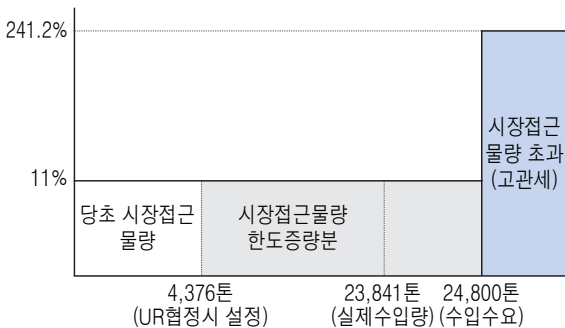 241.2%
11%
시장접근
물량 초과
(고관세)
당초 시장접근
물량
시장접근물량
한도증량분
4,376톤
(UR협정시 설정)
23,841톤
(실제수입량)
24,800톤
(수입수요)